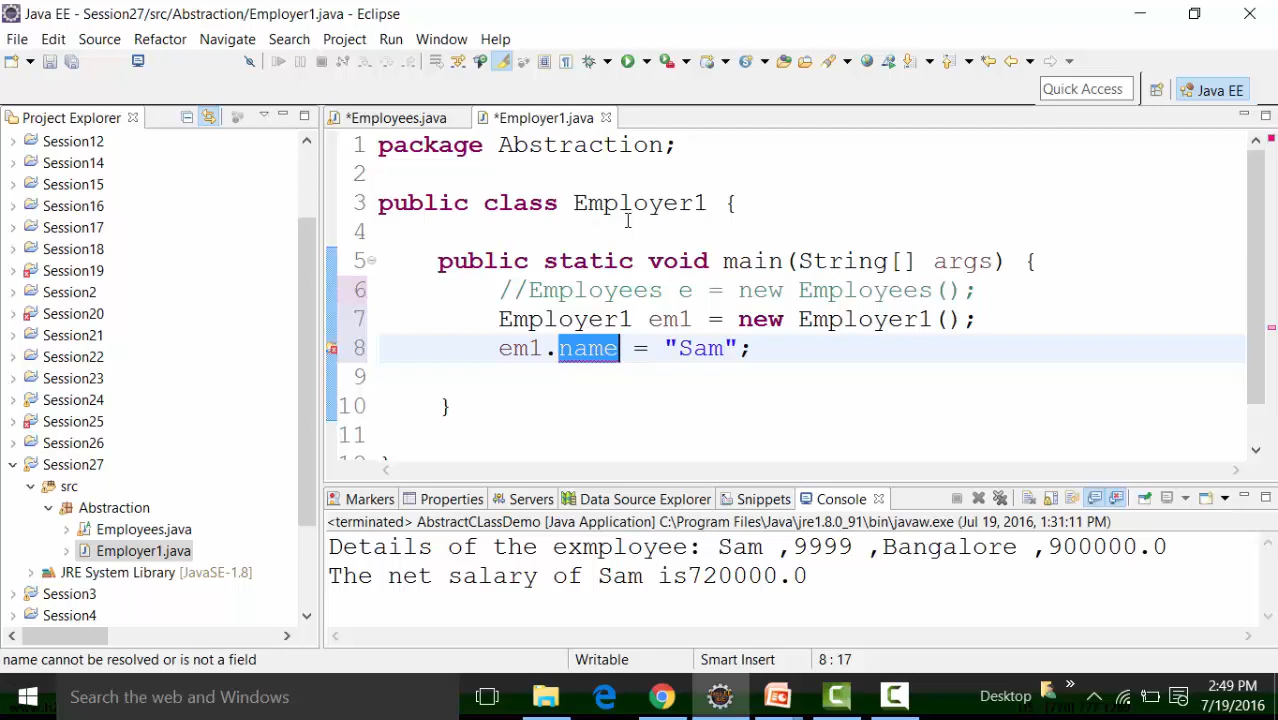 Java EE - Session27/src/Abstraction/Employer1.java - Eclipse
File Edit Source Refactor Navigate Search Project Run Window Help
Quick Access
Java EE
Project Explorer
*Employees.java
*Employer1.java
Session12
Session14
Session15
Session16
Session17
Session18
Session19
Session2
Session20
Session21
Session22
Session23
Session24
Session25
Session26
Session27
src
Abstraction
Employees.java
Employer1.java
JRE System Library [JavaSE-1.8]
Session3
Session4
1 package Abstraction;
2
3 public class Employer1 {
4
5 public static void main(String[] args) {
6 //Employees e = new Employees();
7 Employer1 em1 = new Employer1();
8 em1.name = "Sam";
9
10 }
11
Markers Properties Servers Data Source Explorer Snippets Console
<terminated> AbstractCLassDemo [Java Application] C:\Program Files\Java\jre1.8.0_91\bin\javaw.exe (Jul 19, 2016, 1:31:11 PM)
Details of the exmployee: Sam ,9999 ,Bangalore ,900000.0
The net salary of Sam is720000.0
name cannot be resolved or is not a field
Writable
Smart Insert
8 : 17
Search the web and Windows
Desktop
2:49 PM
7/19/2016